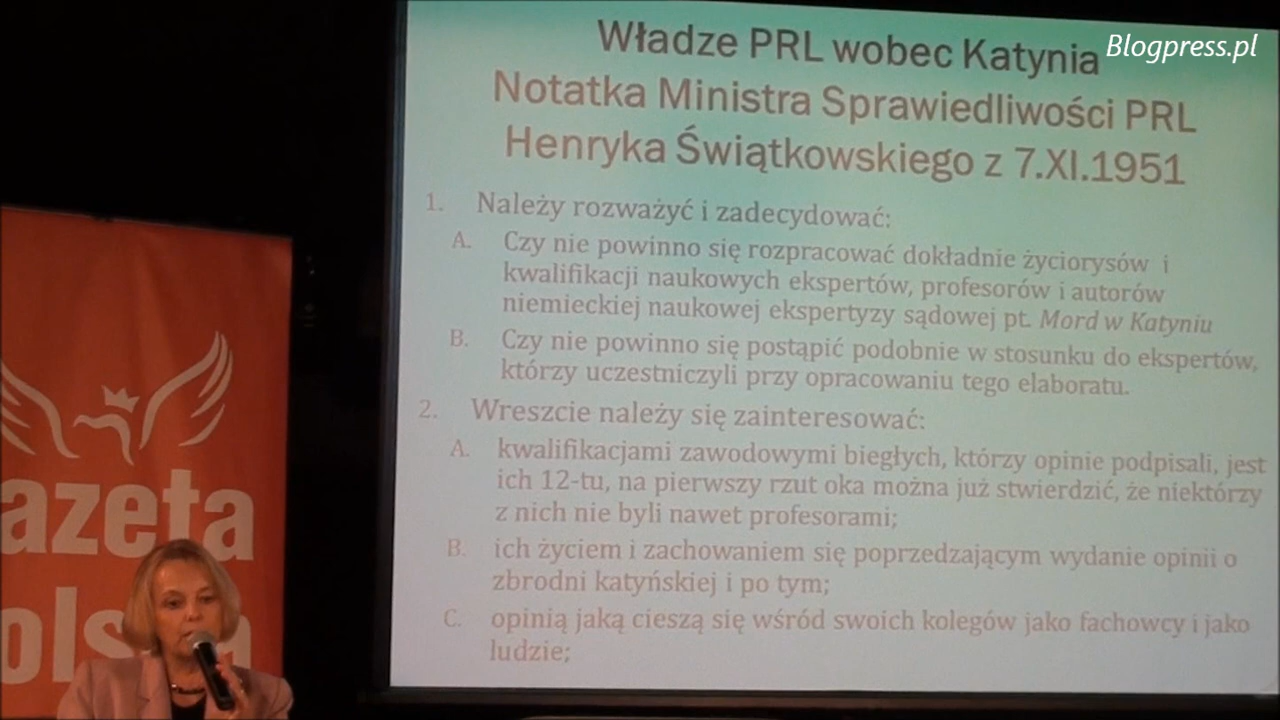 Władze PRL wobec Katynia
Blogpress.pl
Notatka Ministra Sprawiedliwości PRL
Henryka Świątkowskiego z 7.XI.1951
1. Należy rozważyć i zadecydować:
A. Czy nie powinno się rozpracować dokładnie życiorysów i
kwalifikacji naukowych ekspertów, profesorów i autorów
niemieckiej naukowej ekspertyzy sądowej pt. Mord w Katyniu
B. Czy nie powinno się postąpić podobnie w stosunku do ekspertów,
którzy uczestniczyli przy opracowaniu tego elaboratu.
2. Wreszcie należy się zainteresować:
A. kwalifikacjami zawodowymi biegłych, którzy opinie podpisali, jest
ich 12-tu, na pierwszy rzut oka można już stwierdzić, że niektórzy
z nich nie byli nawet profesorami;
B. ich życiem i zachowaniem się poprzedzającym wydanie opinii o
zbrodni katyńskiej i po tym;
C. opinią jaką cieszą się wśród swoich kolegów jako fachowcy i jako
ludzie;
azeta
ols a